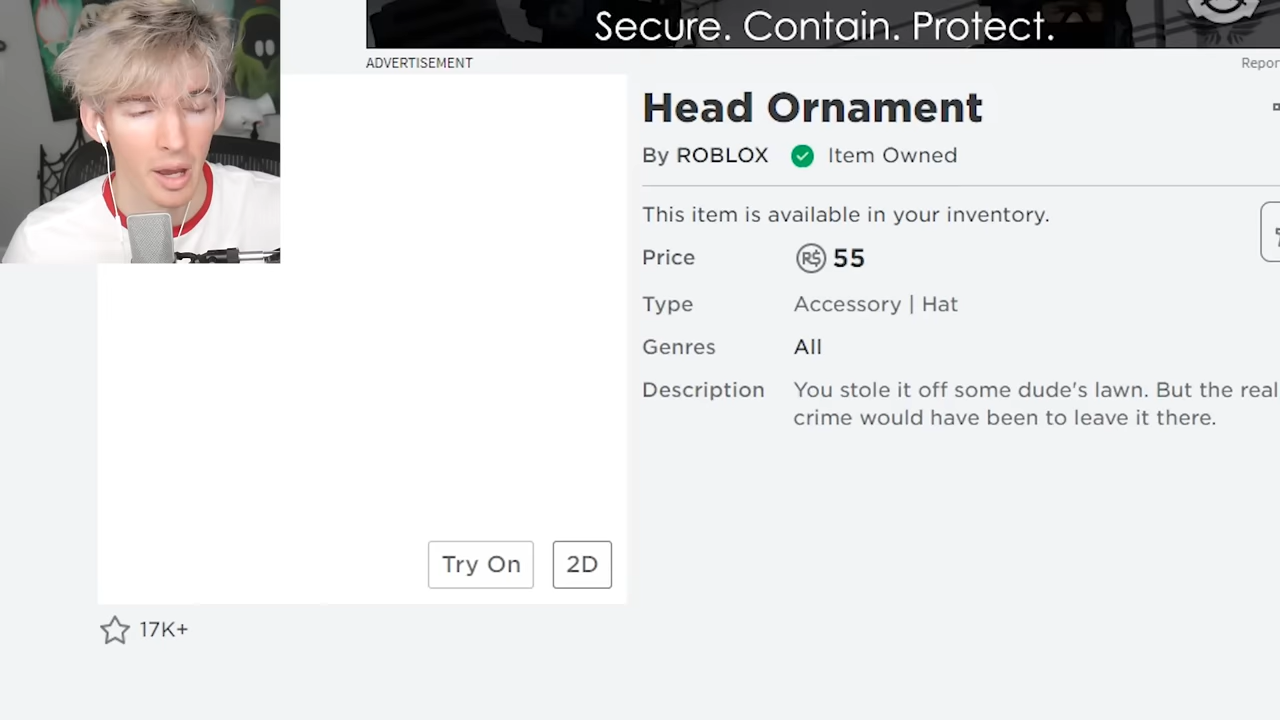 Secure. Contain. Protect.
ADVERTISEMENT
Repor
Head Ornament
By ROBLOX Item Owned
This item is available in your inventory.
Price R$ 55
Type Accessory | Hat
Genres All
Description You stole it off some dude's lawn. But the real
crime would have been to leave it there.
Try On 2D
17K+